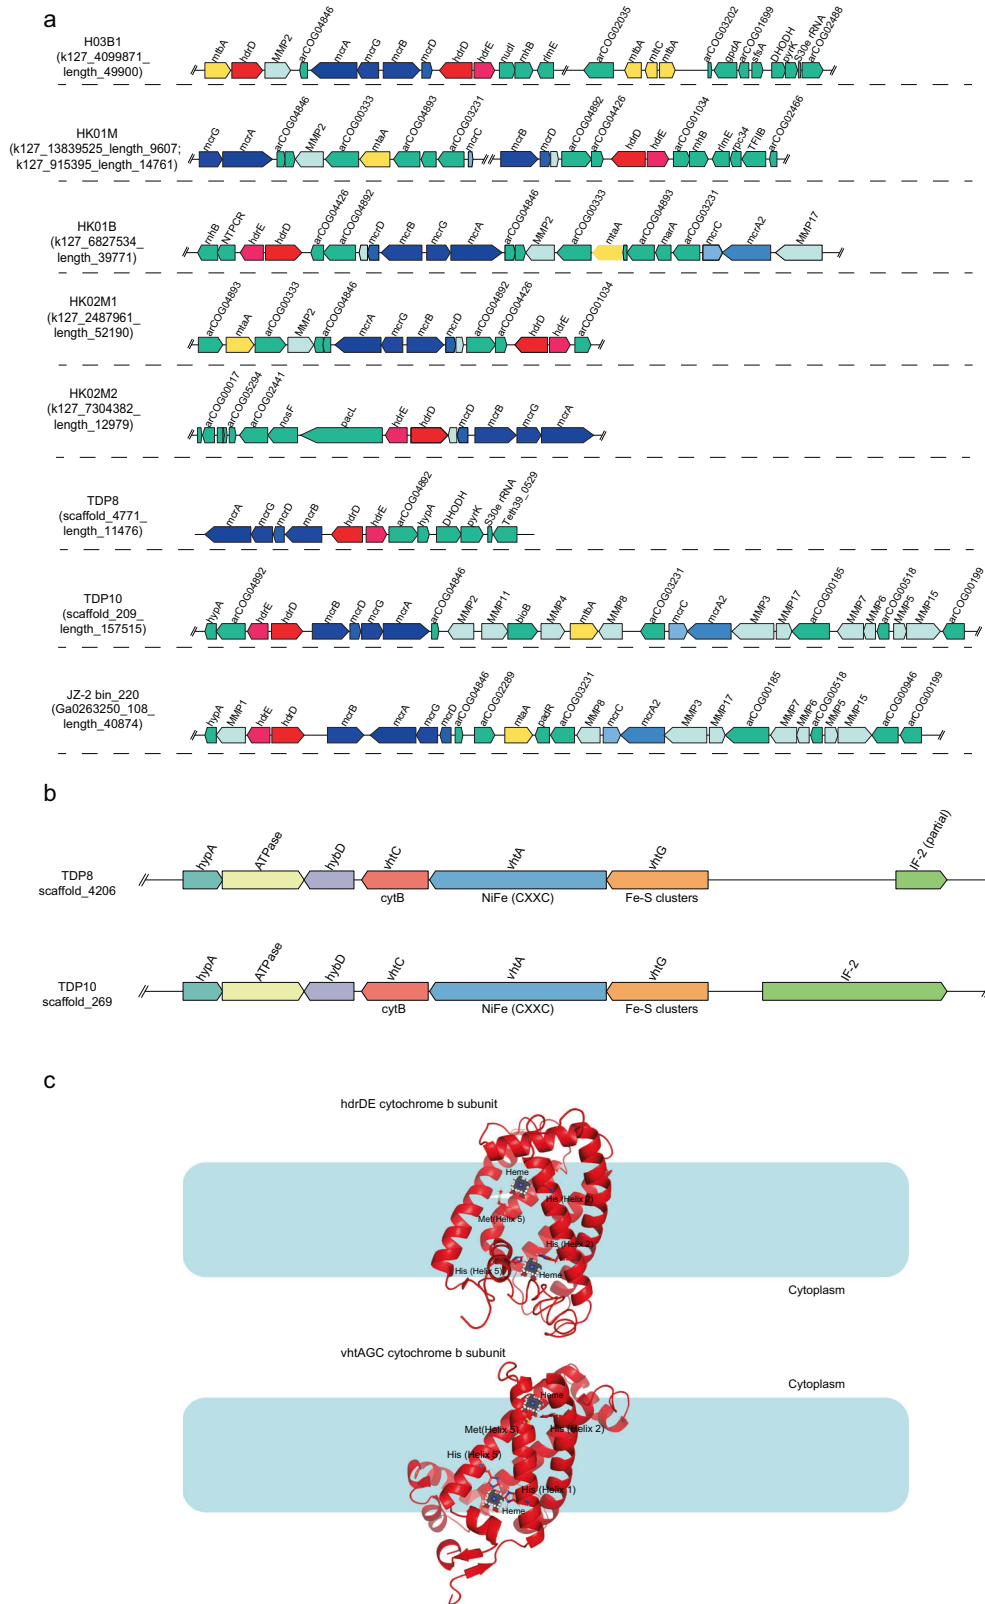 a
H03B1
(k127_4099871_
length_49900)
mtbA hdrD MMP2 arCOG04846 mcrA mcrG mcrB mcrD hdrD hdrE nudI rnhB rlmE arCOG02035 mtbA mttC mtbA arCOG03202 gpdA arCOG01699 sfsA DHODH pyrK S30e rRNA arCOG02488
HK01M
(k127_13839525_length_9607;
k127_915395_length_14761)
mcrG mcrA arCOG04846 MMP2 arCOG00333 mtaA arCOG04893 arCOG03231 mcrC mcrB mcrD arCOG04892 arCOG04426 hdrD hdrE arCOG01034 rnhB rlmE rpc34 TFIIB arCOG02466
HK01B
(k127_6827534_
length_39771)
rnhB NTPCR hdrE hdrD arCOG04426 arCOG04892 mcrD mcrB mcrG mcrA arCOG04846 MMP2 arCOG00333 mtaA arCOG04893 marA arCOG03231 mcrC mcrA2 MMP17
HK02M1
(k127_2487961_
length_52190)
arCOG04893 mtaA arCOG00333 MMP2 arCOG04846 mcrA mcrG mcrB mcrD arCOG04892 arCOG04426 hdrD hdrE arCOG01034
HK02M2
(k127_7304382_
length_12979)
arCOG00017 arCOG05294 arCOG02441 nosF pacL hdrE hdrD mcrD mcrB mcrG mcrA
TDP8
(scaffold_4771_
length_11476)
mcrA mcrG mcrD mcrB hdrD hdrE arCOG04892 hypA DHODH pyrK S30e rRNA Teth39_0529
TDP10
(scaffold_209_
length_157515)
hypA arCOG04892 hdrE hdrD mcrB mcrD mcrG mcrA arCOG04846 MMP2 MMP11 bioB MMP4 mtbA MMP8 arCOG03231 mcrC mcrA2 MMP3 MMP17 arCOG00185 MMP7 MMP6 arCOG00518 MMP5 MMP15 arCOG00199
JZ-2 bin_220
(Ga0263250_108_
length_40874)
hypA MMP1 hdrE hdrD mcrB mcrA mcrG mcrD arCOG04846 arCOG02289 mtaA padR arCOG03231 MMP8 mcrC mcrA2 MMP3 MMP17 arCOG00185 MMP7 MMP6 arCOG00518 MMP5 MMP15 arCOG00946 arCOG00199
b
TDP8
scaffold_4206
hypA ATPase hybD vhtC vhtA vhtG IF-2 (partial)
cytB NiFe (CXXC) Fe-S clusters
TDP10
scaffold_269
hypA ATPase hybD vhtC vhtA vhtG IF-2
cytB NiFe (CXXC) Fe-S clusters
c
hdrDE cytochrome b subunit
Heme
His (Helix 2)
Met(Helix 5)
His (Helix 2)
His (Helix 5)
Heme
Cytoplasm
vhtAGC cytochrome b subunit
Cytoplasm
Heme
Met(Helix 5)
His (Helix 2)
His (Helix 5)
His (Helix 1)
Heme